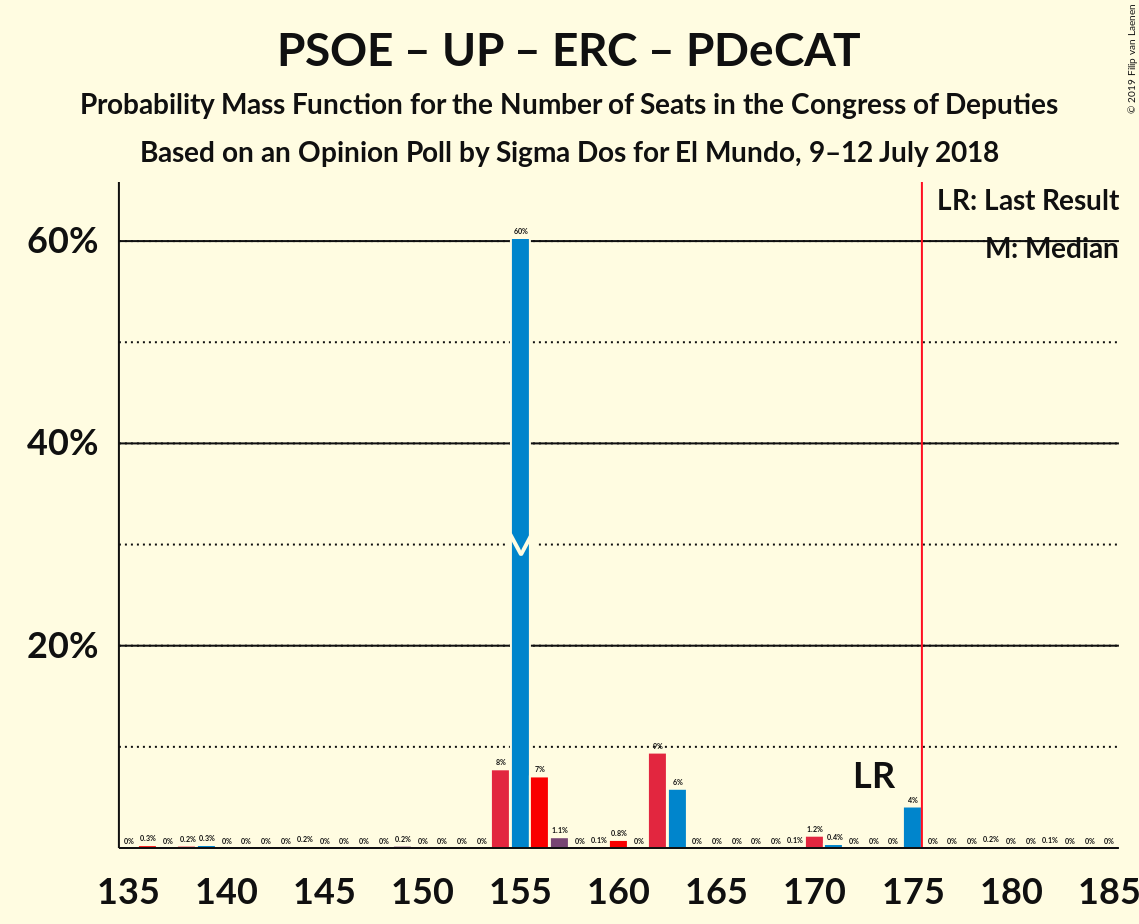 PSOE – UP – ERC – PDeCAT
Probability Mass Function for the Number of Seats in the Congress of Deputies
Based on an Opinion Poll by Sigma Dos for El Mundo, 9–12 July 2018
© 2019 Filip van Laenen
LR: Last Result
M: Median
60%
40%
20%
0% 0.3% 0% 0.2% 0.3% 0% 0% 0% 0% 0.2% 0% 0% 0% 0% 0.2% 0% 0% 0% 0% 8% 60% 7% 1.1% 0% 0.1% 0.8% 0% 9% 6% 0% 0% 0% 0% 0% 0.1% 1.2% 0.4% 0% 0% 0% 4% 0% 0% 0% 0.2% 0% 0% 0.1% 0% 0% 0%
LR
135 140 145 150 155 160 165 170 175 180 185